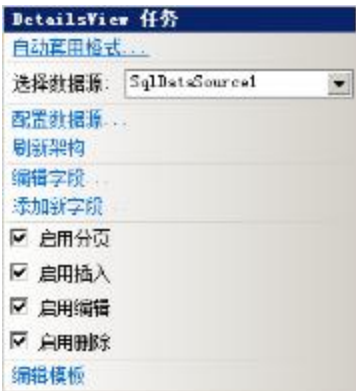 DetailsView 任务
自动套用格式...
选择数据源: SqlDataSource1
配置数据源...
刷新架构
编辑字段...
添加新字段...
启用分页
启用插入
启用编辑
启用删除
编辑模板